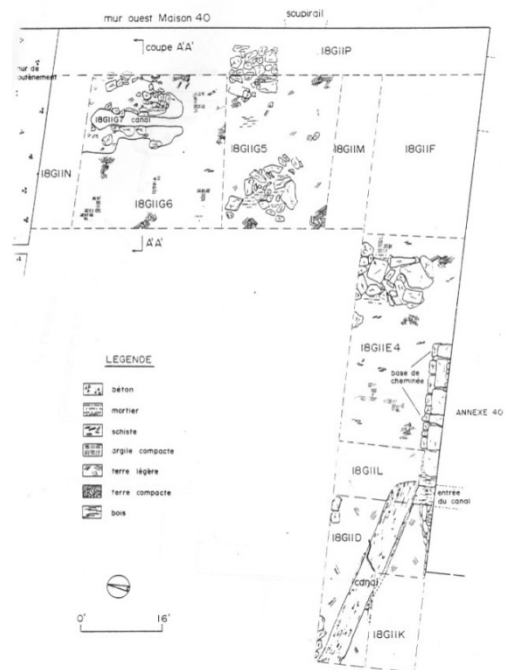 mur ouest Maison 40
soupirail
coupe A'A'
18G11P
mur de
soutènement
18G11G7 canal
18G11N
18G11G6
18G11G5
18G11M
18G11F
A'A'
18G11E4
base de
cheminée
ANNEXE 40
18G11L
entrée
du canal
18G11D
canal
18G11K
LEGENDE
béton
mortier
schiste
argile compacte
terre légère
terre compacte
bois
0'
16'